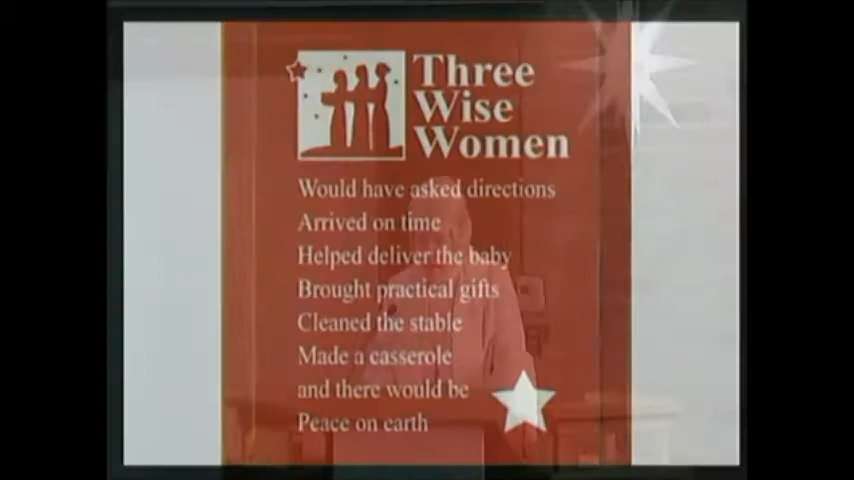 Three
Wise
Women
Would have asked directions
Arrived on time
Helped deliver the baby
Brought practical gifts
Cleaned the stable
Made a casserole
and there would be
Peace on earth